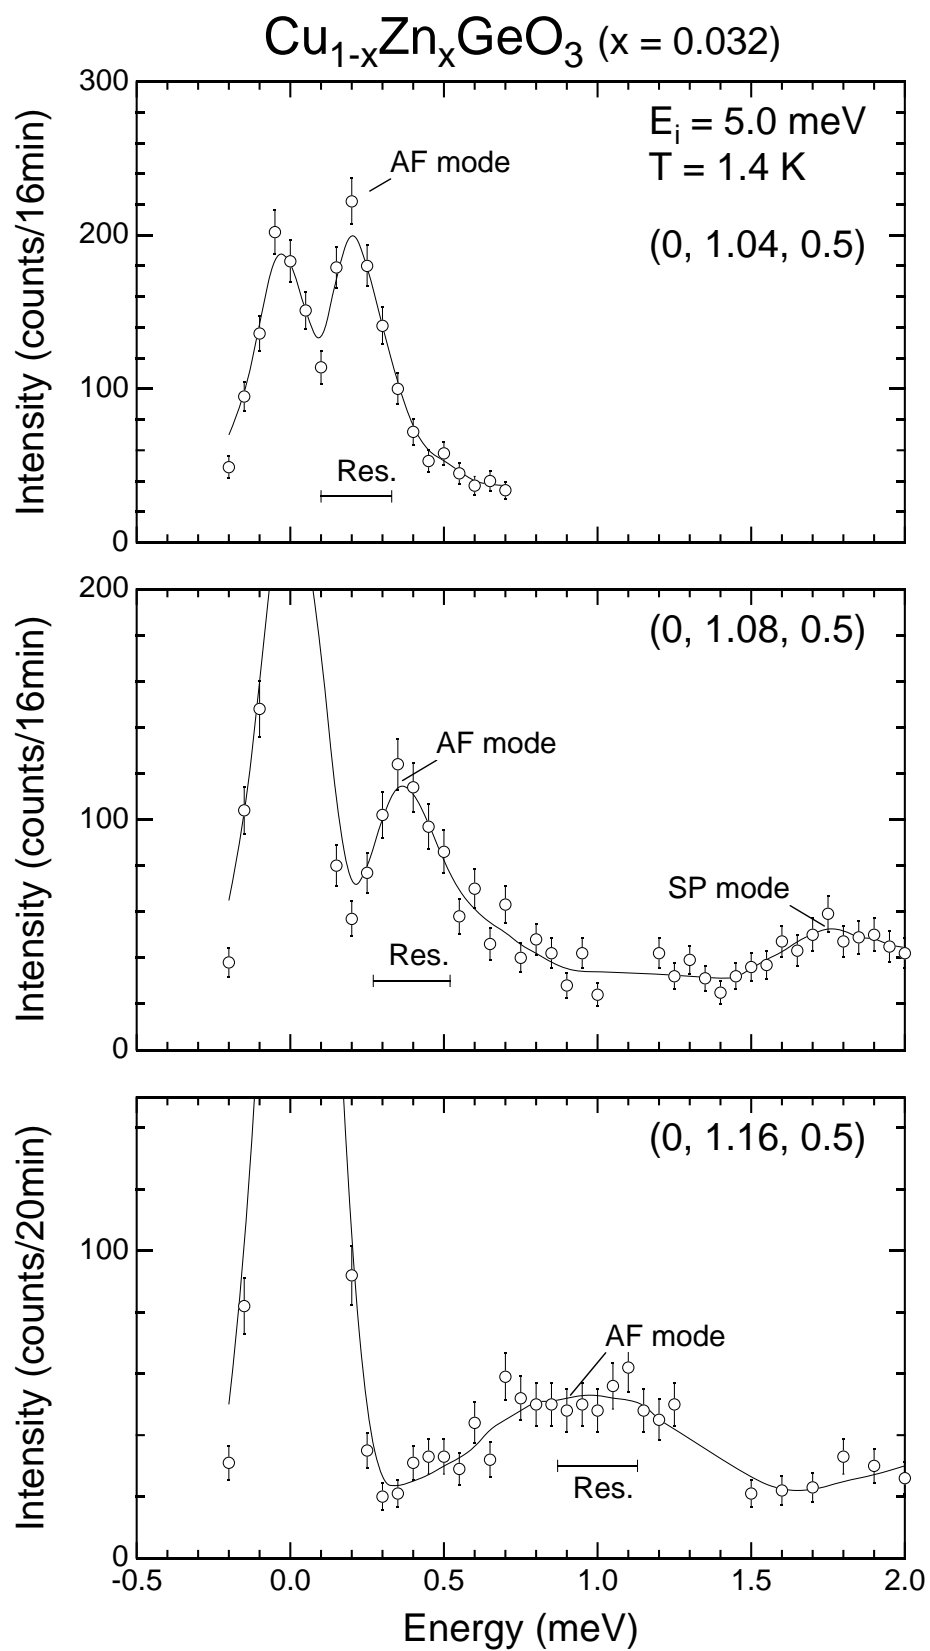 Cu1-xZnxGeO3 (x = 0.032)
300
200
100
0
Intensity (counts/16min)
AF mode
Ei = 5.0 meV
T = 1.4 K
(0, 1.04, 0.5)
Res.
200
100
0
Intensity (counts/16min)
(0, 1.08, 0.5)
AF mode
SP mode
Res.
100
0
Intensity (counts/20min)
(0, 1.16, 0.5)
AF mode
Res.
-0.5 0.0 0.5 1.0 1.5 2.0
Energy (meV)